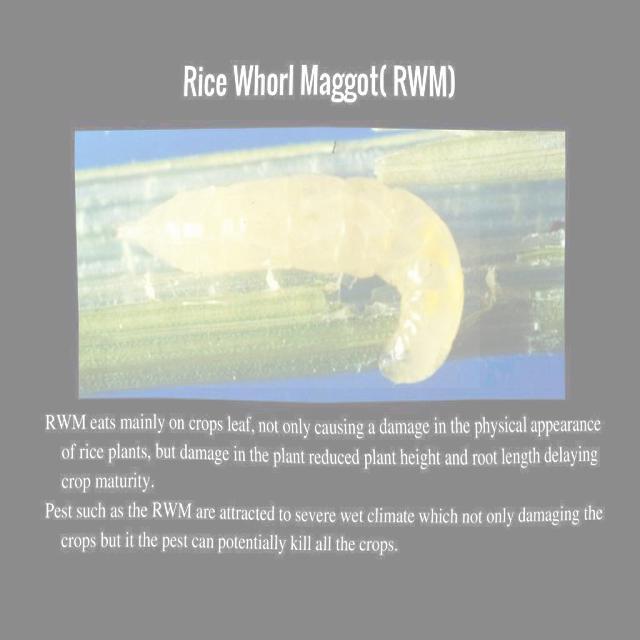 Rice Whorl Maggot( RWM)
RWM eats mainly on crops leaf, not only causing a damage in the physical appearance
of rice plants, but damage in the plant reduced plant height and root length delaying
crop maturity.
Pest such as the RWM are attracted to severe wet climate which not only damaging the
crops but it the pest can potentially kill all the crops.